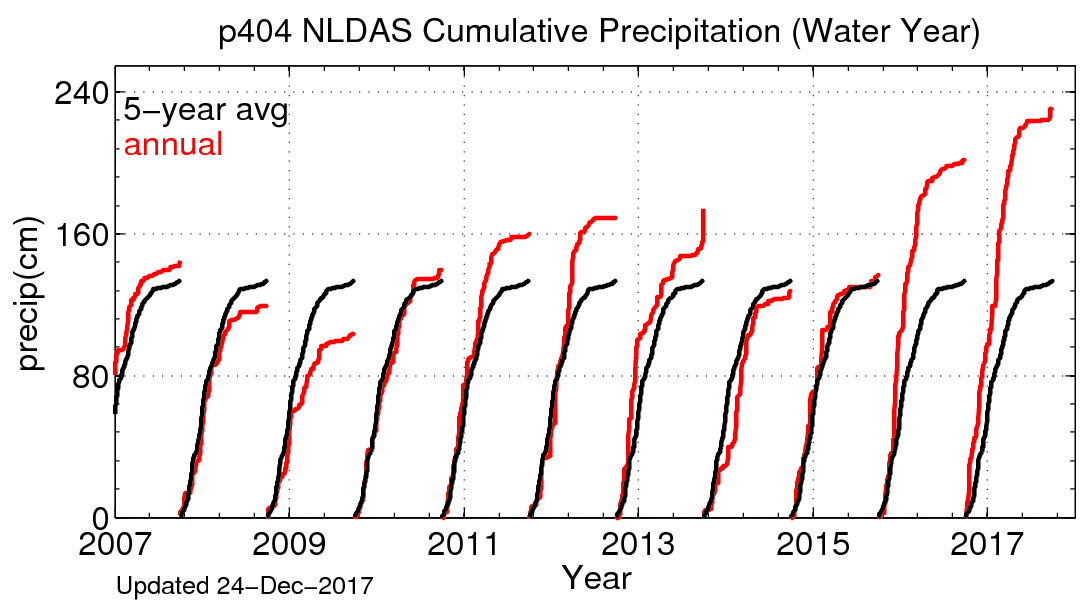 p404 NLDAS Cumulative Precipitation (Water Year)
240
5−year avg
annual
160
precip(cm)
80
0
2007 2009 2011 2013 2015 2017
Year
Updated 24−Dec−2017